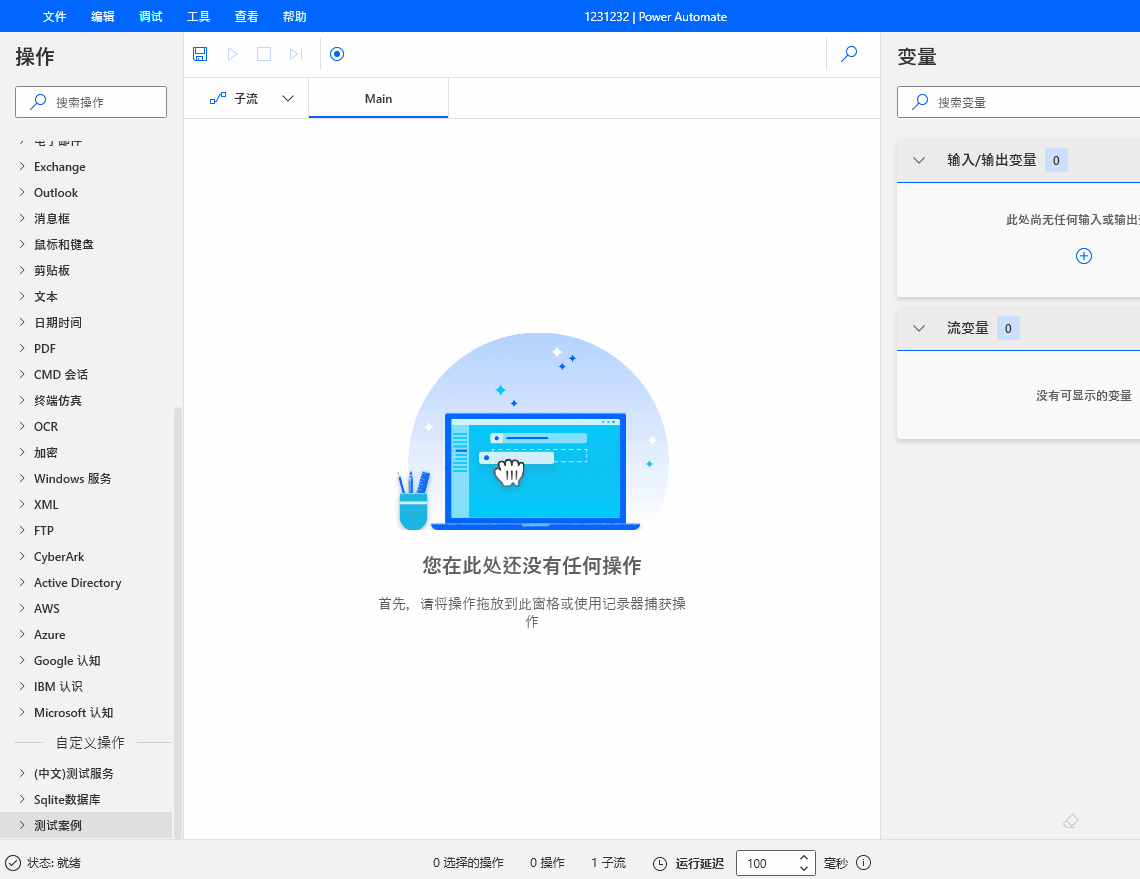 文件 编辑 调试 工具 查看 帮助
1231232 | Power Automate
操作
搜索操作
电子邮件
Exchange
Outlook
消息框
鼠标和键盘
剪贴板
文本
日期时间
PDF
CMD 会话
终端仿真
OCR
加密
Windows 服务
XML
FTP
CyberArk
Active Directory
AWS
Azure
Google 认知
IBM 认识
Microsoft 认知
自定义操作
(中文)测试服务
Sqlite数据库
测试案例
子流
Main
您在此处还没有任何操作
首先，请将操作拖放到此窗格或使用记录器捕获操
作
变量
搜索变量
输入/输出变量 0
此处尚无任何输入或输出
流变量 0
没有可显示的变量
状态: 就绪
0 选择的操作
0 操作
1 子流
运行延迟
100
毫秒